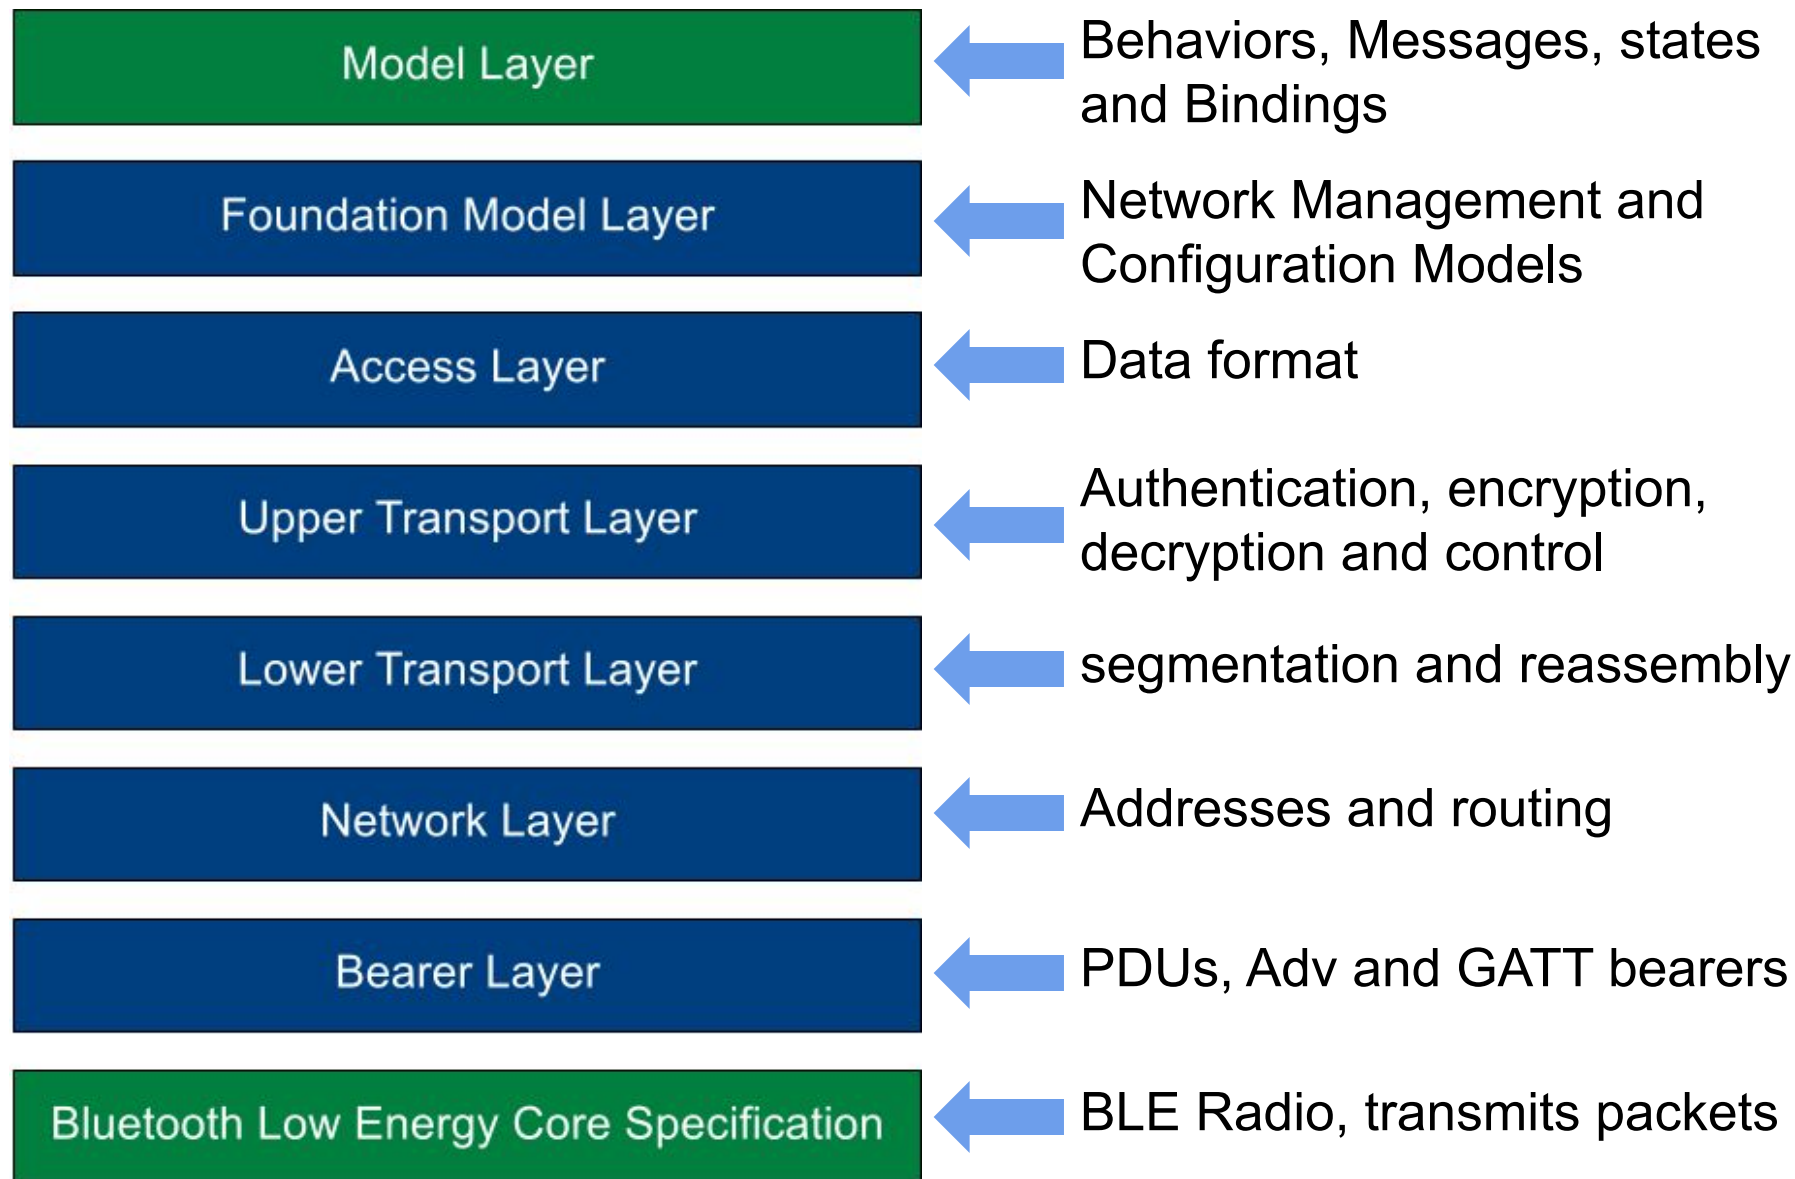 Model Layer
Behaviors, Messages, states
and Bindings
Foundation Model Layer
Network Management and
Configuration Models
Access Layer
Data format
Upper Transport Layer
Authentication, encryption,
decryption and control
Lower Transport Layer
segmentation and reassembly
Network Layer
Addresses and routing
Bearer Layer
PDUs, Adv and GATT bearers
Bluetooth Low Energy Core Specification
BLE Radio, transmits packets